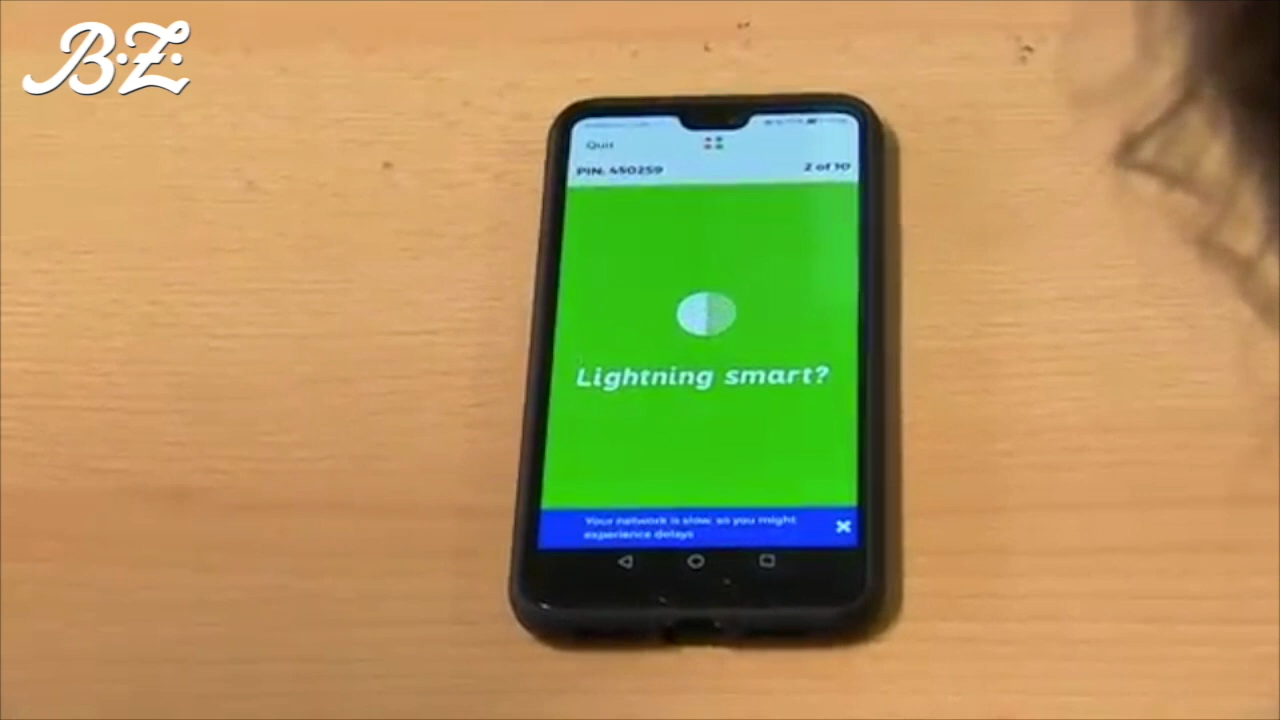 B.Z.
Quit
PIN: 450259
2 of 10
Lightning smart?
Your network is slow, so you might
experience delays